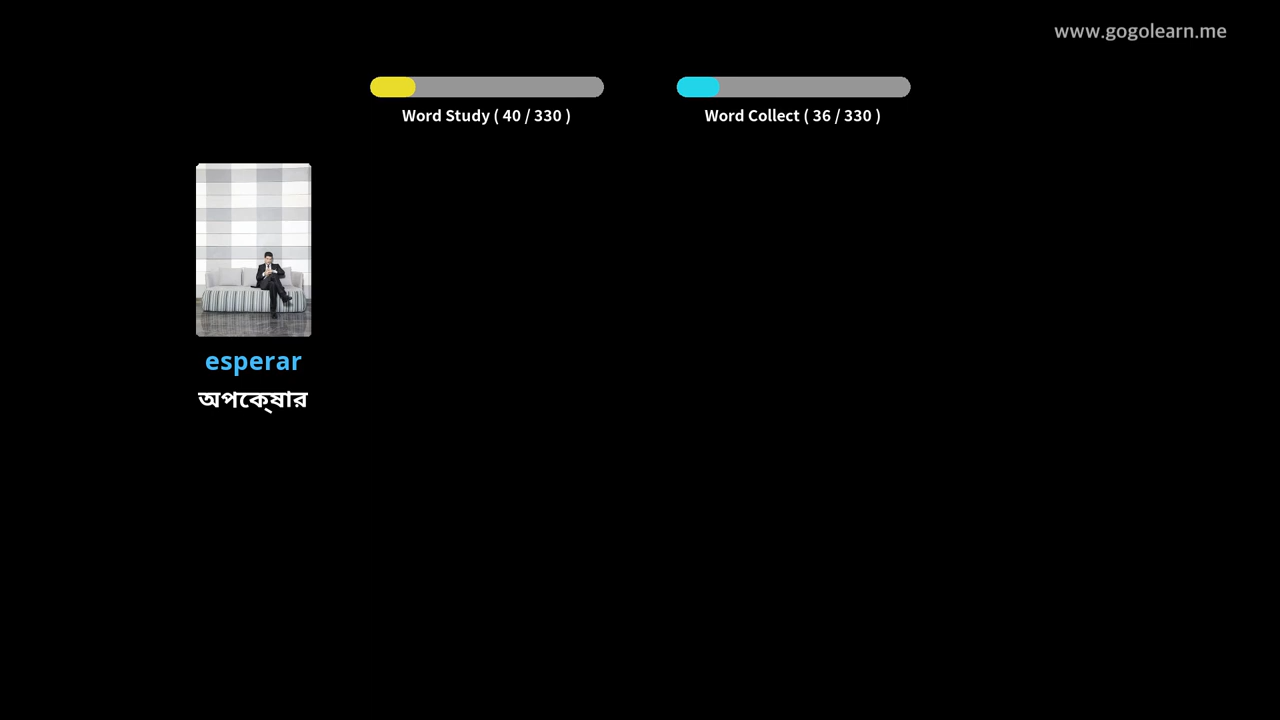 www.gogolearn.me
Word Study ( 40 / 330 )
Word Collect ( 36 / 330 )
esperar
অপেক্ষার